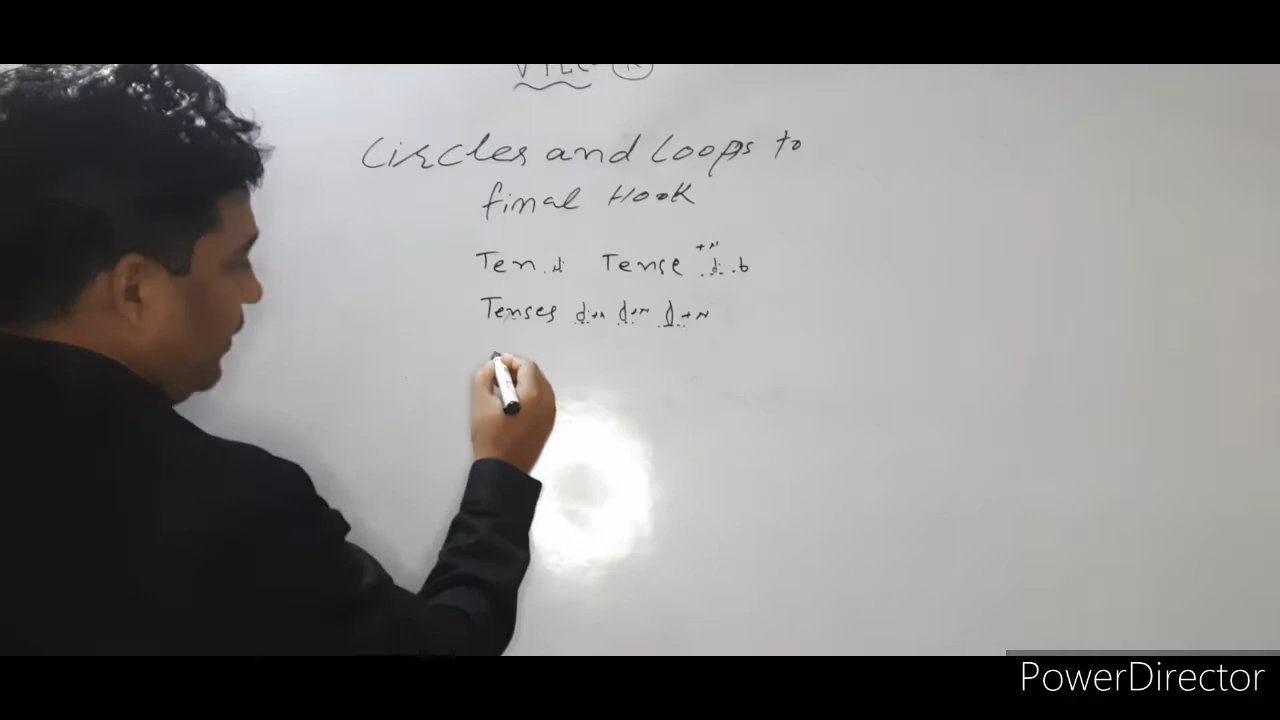 Circles and Loops to
final Hook
Ten Tense +N
Tenses +N +N +N
PowerDirector